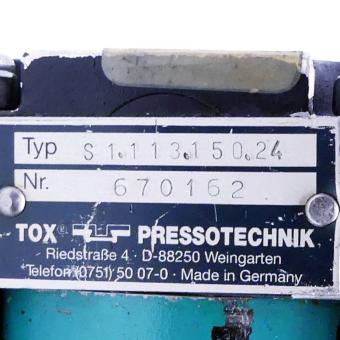 Typ S1.113.150.24
Nr. 670162
TOX® PRESSOTECHNIK
Riedstraße 4 · D-88250 Weingarten
Telefon (0751) 50 07-0 · Made in Germany